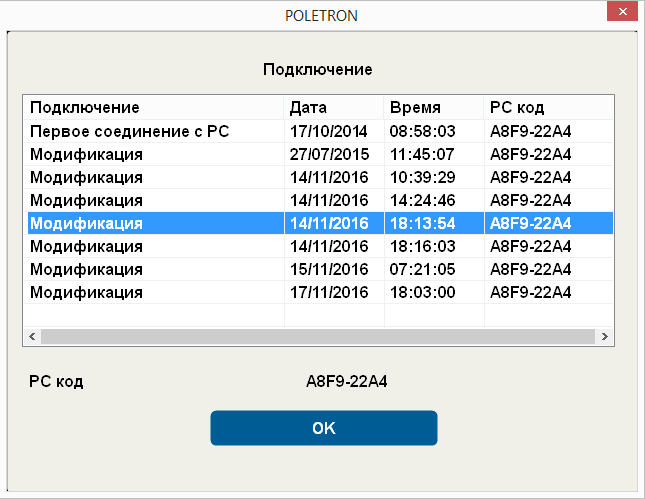 POLETRON
Подключение
Подключение Дата Время PC код
Первое соединение с PC 17/10/2014 08:58:03 A8F9-22A4
Модификация 27/07/2015 11:45:07 A8F9-22A4
Модификация 14/11/2016 10:39:29 A8F9-22A4
Модификация 14/11/2016 14:24:46 A8F9-22A4
Модификация 14/11/2016 18:13:54 A8F9-22A4
Модификация 14/11/2016 18:16:03 A8F9-22A4
Модификация 15/11/2016 07:21:05 A8F9-22A4
Модификация 17/11/2016 18:03:00 A8F9-22A4
PC код A8F9-22A4
OK